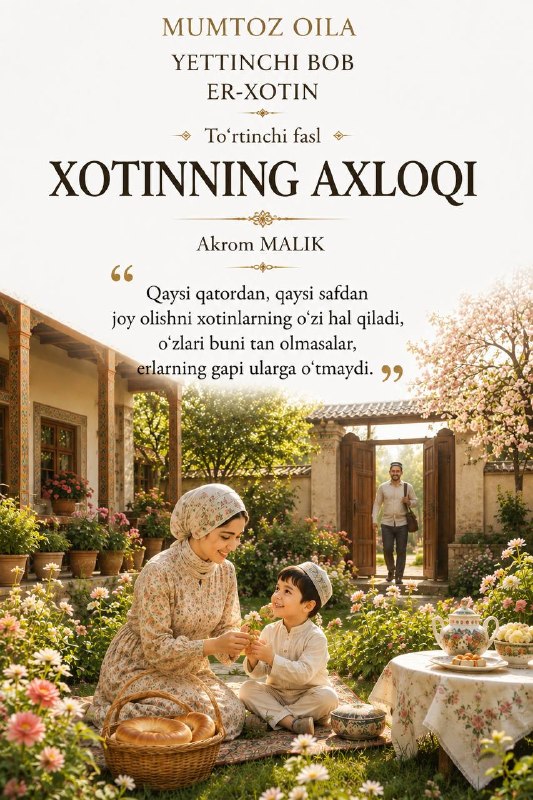 MUMTOZ OILA
YETTINCHI BOB
ER-XOTIN
To‘rtinchi fasl
XOTINNING AXLOQI
Akrom MALIK
“
Qaysi qatordan, qaysi safdan
joy olishni xotinlarning o‘zi hal qiladi,
o‘zlari buni tan olmasalar,
erlarning gapi ularga o‘tmaydi. ”